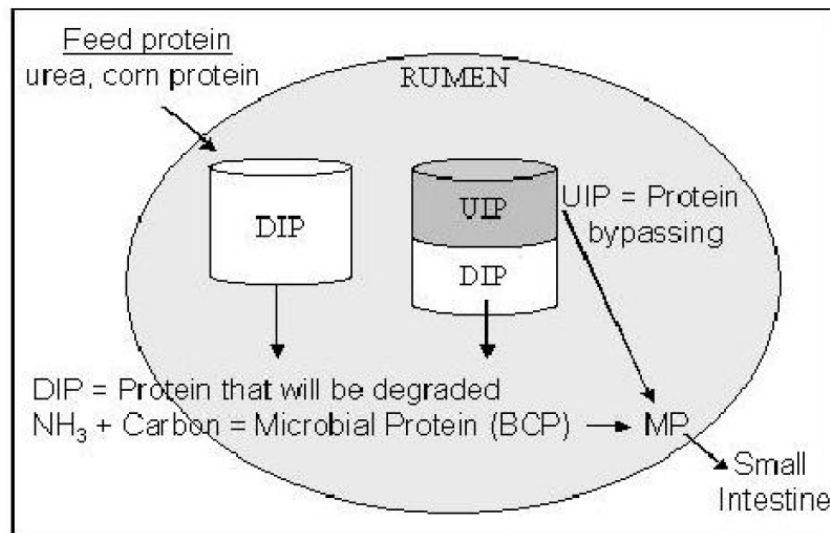 Feed protein
urea, corn protein
RUMEN
DIP
UIP
DIP
UIP = Protein
bypassing
DIP = Protein that will be degraded
NH₃ + Carbon = Microbial Protein (BCP)
MP
Small
Intestine